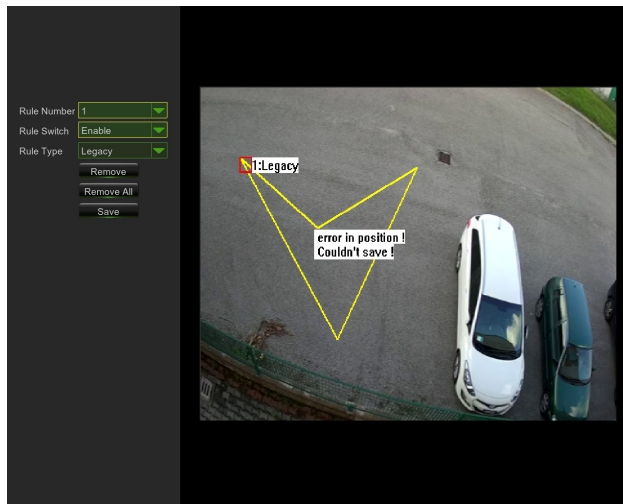 Rule Number 1
Rule Switch Enable
Rule Type Legacy
Remove
Remove All
Save
1:Legacy
error in position !
Couldn't save !